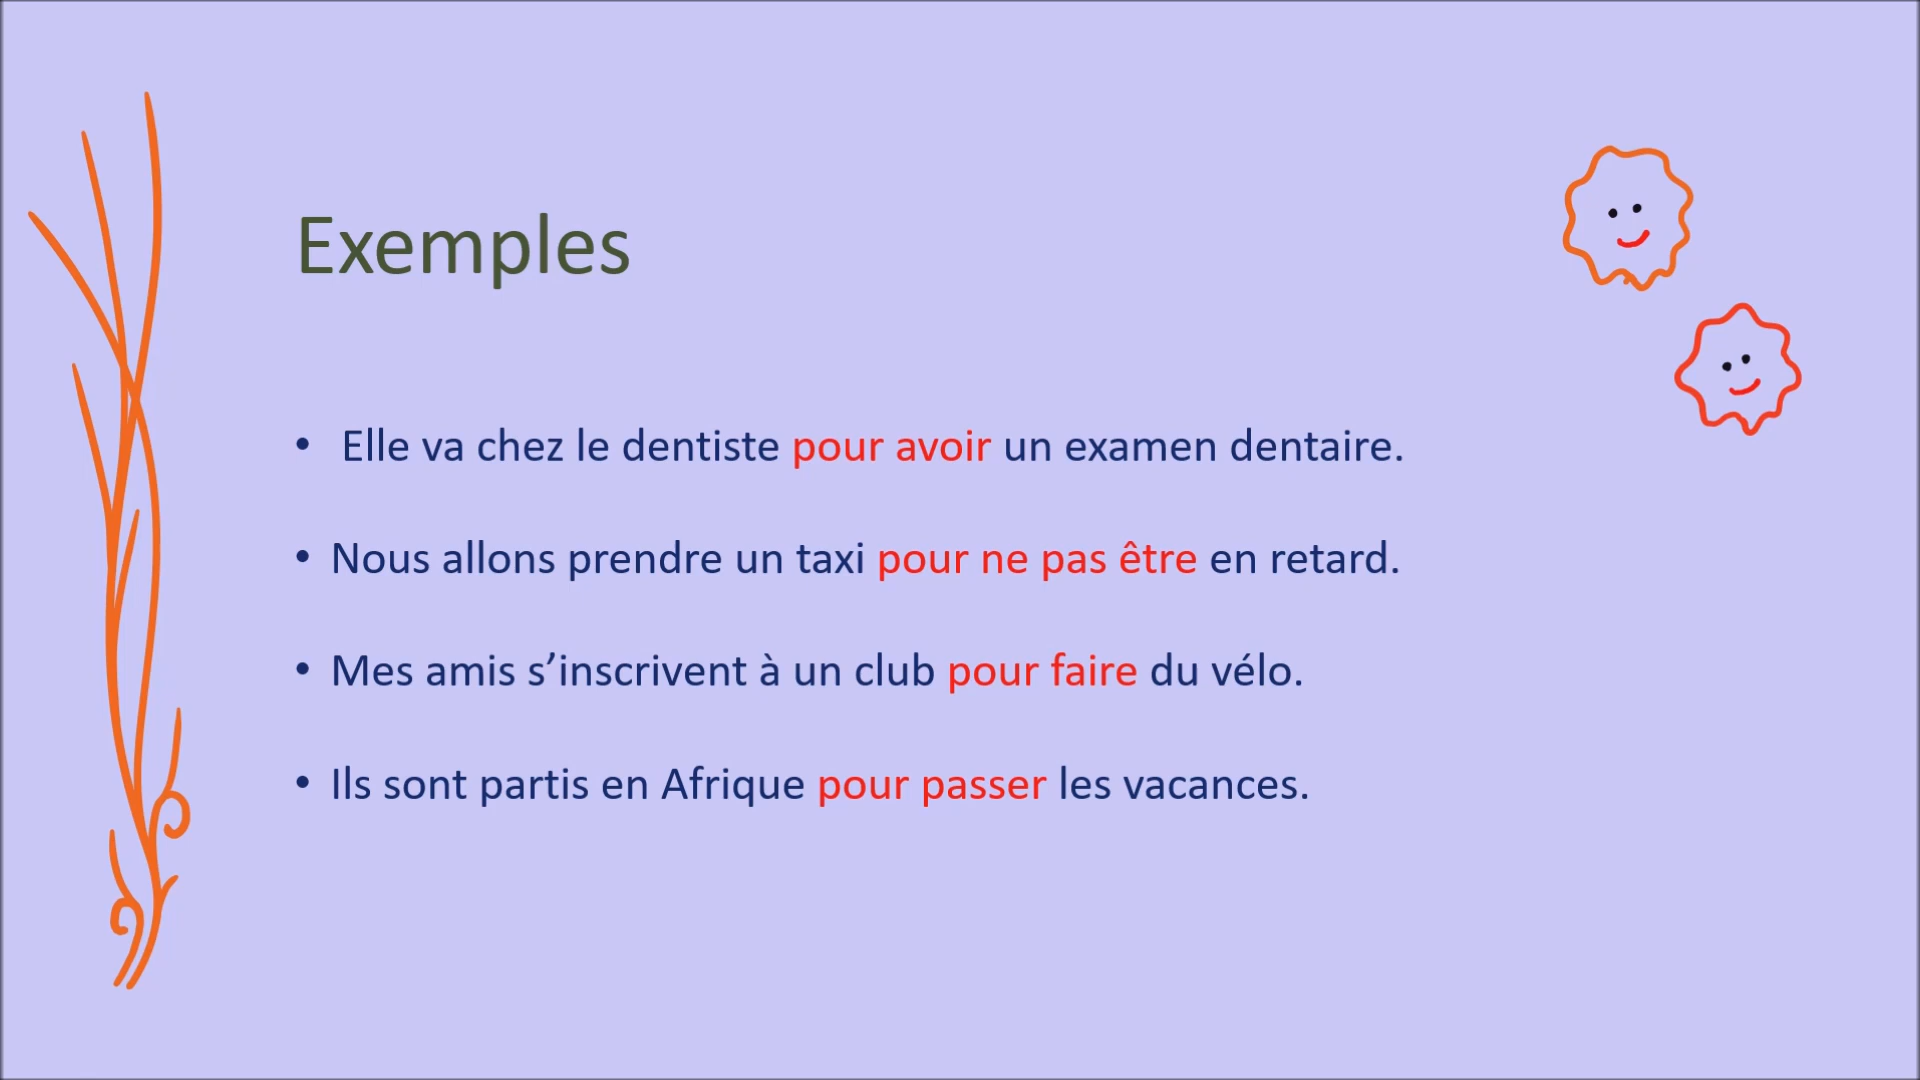 Exemples
• Elle va chez le dentiste pour avoir un examen dentaire.
• Nous allons prendre un taxi pour ne pas être en retard.
• Mes amis s’inscrivent à un club pour faire du vélo.
• Ils sont partis en Afrique pour passer les vacances.